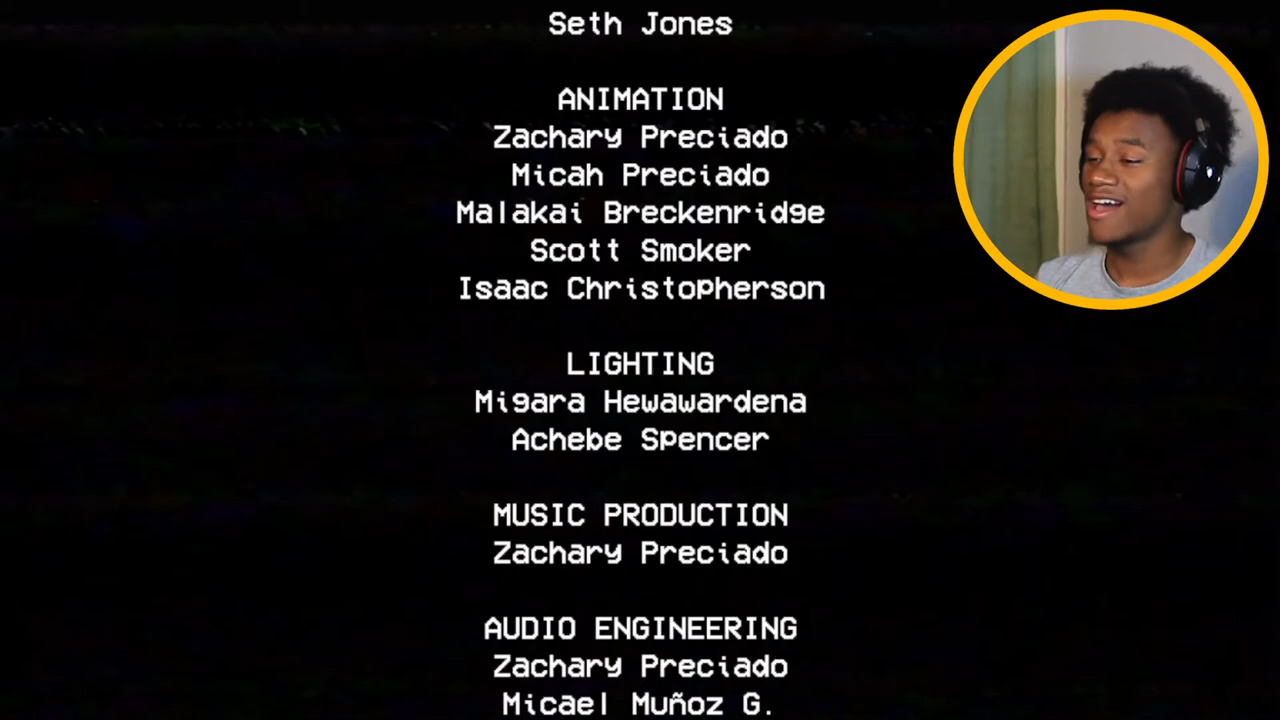 Seth Jones
ANIMATION
Zachary Preciado
Micah Preciado
Malakai Breckenridge
Scott Smoker
Isaac Christopherson
LIGHTING
Migara Hewawardena
Achebe Spencer
MUSIC PRODUCTION
Zachary Preciado
AUDIO ENGINEERING
Zachary Preciado
Micael Muñoz G.